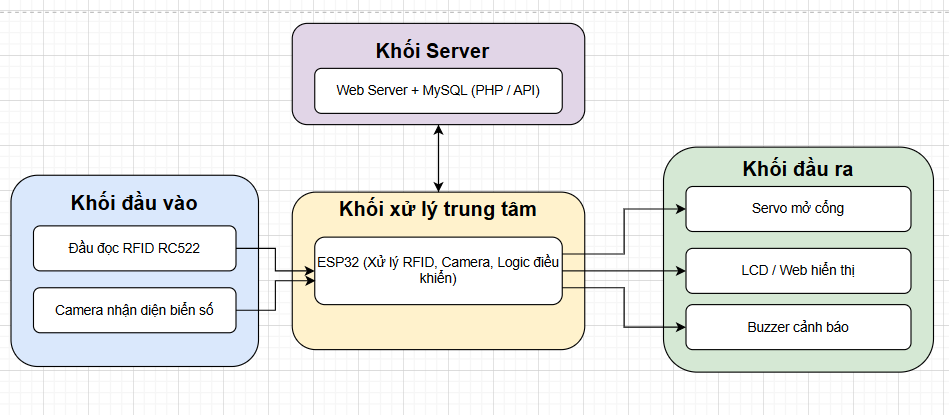 Khối Server
Web Server + MySQL (PHP / API)
Khối đầu vào
Đầu đọc RFID RC522
Camera nhận diện biển số
Khối xử lý trung tâm
ESP32 (Xử lý RFID, Camera, Logic điều
khiển)
Khối đầu ra
Servo mở cổng
LCD / Web hiển thị
Buzzer cảnh báo